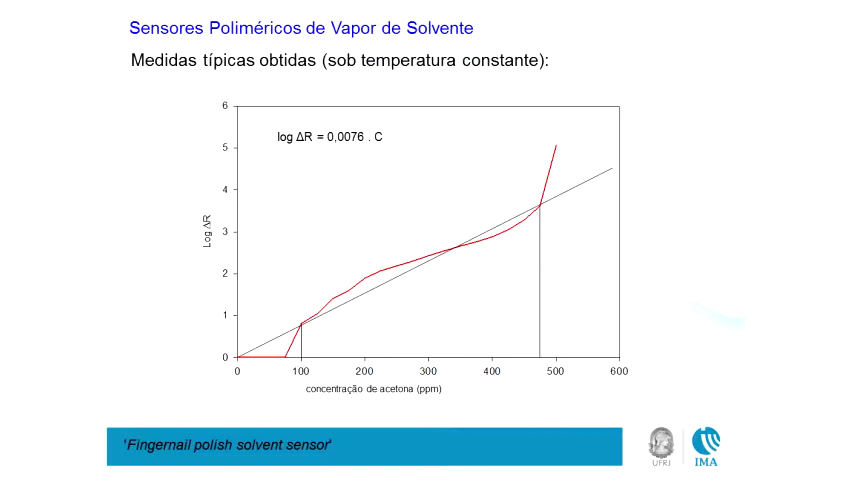 Sensores Poliméricos de Vapor de Solvente
Medidas típicas obtidas (sob temperatura constante):
log ΔR = 0,0076 . C
6
5
4
3
2
1
0
Log ΔR
0 100 200 300 400 500 600
concentração de acetona (ppm)
'Fingernail polish solvent sensor'
UFRJ
IMA